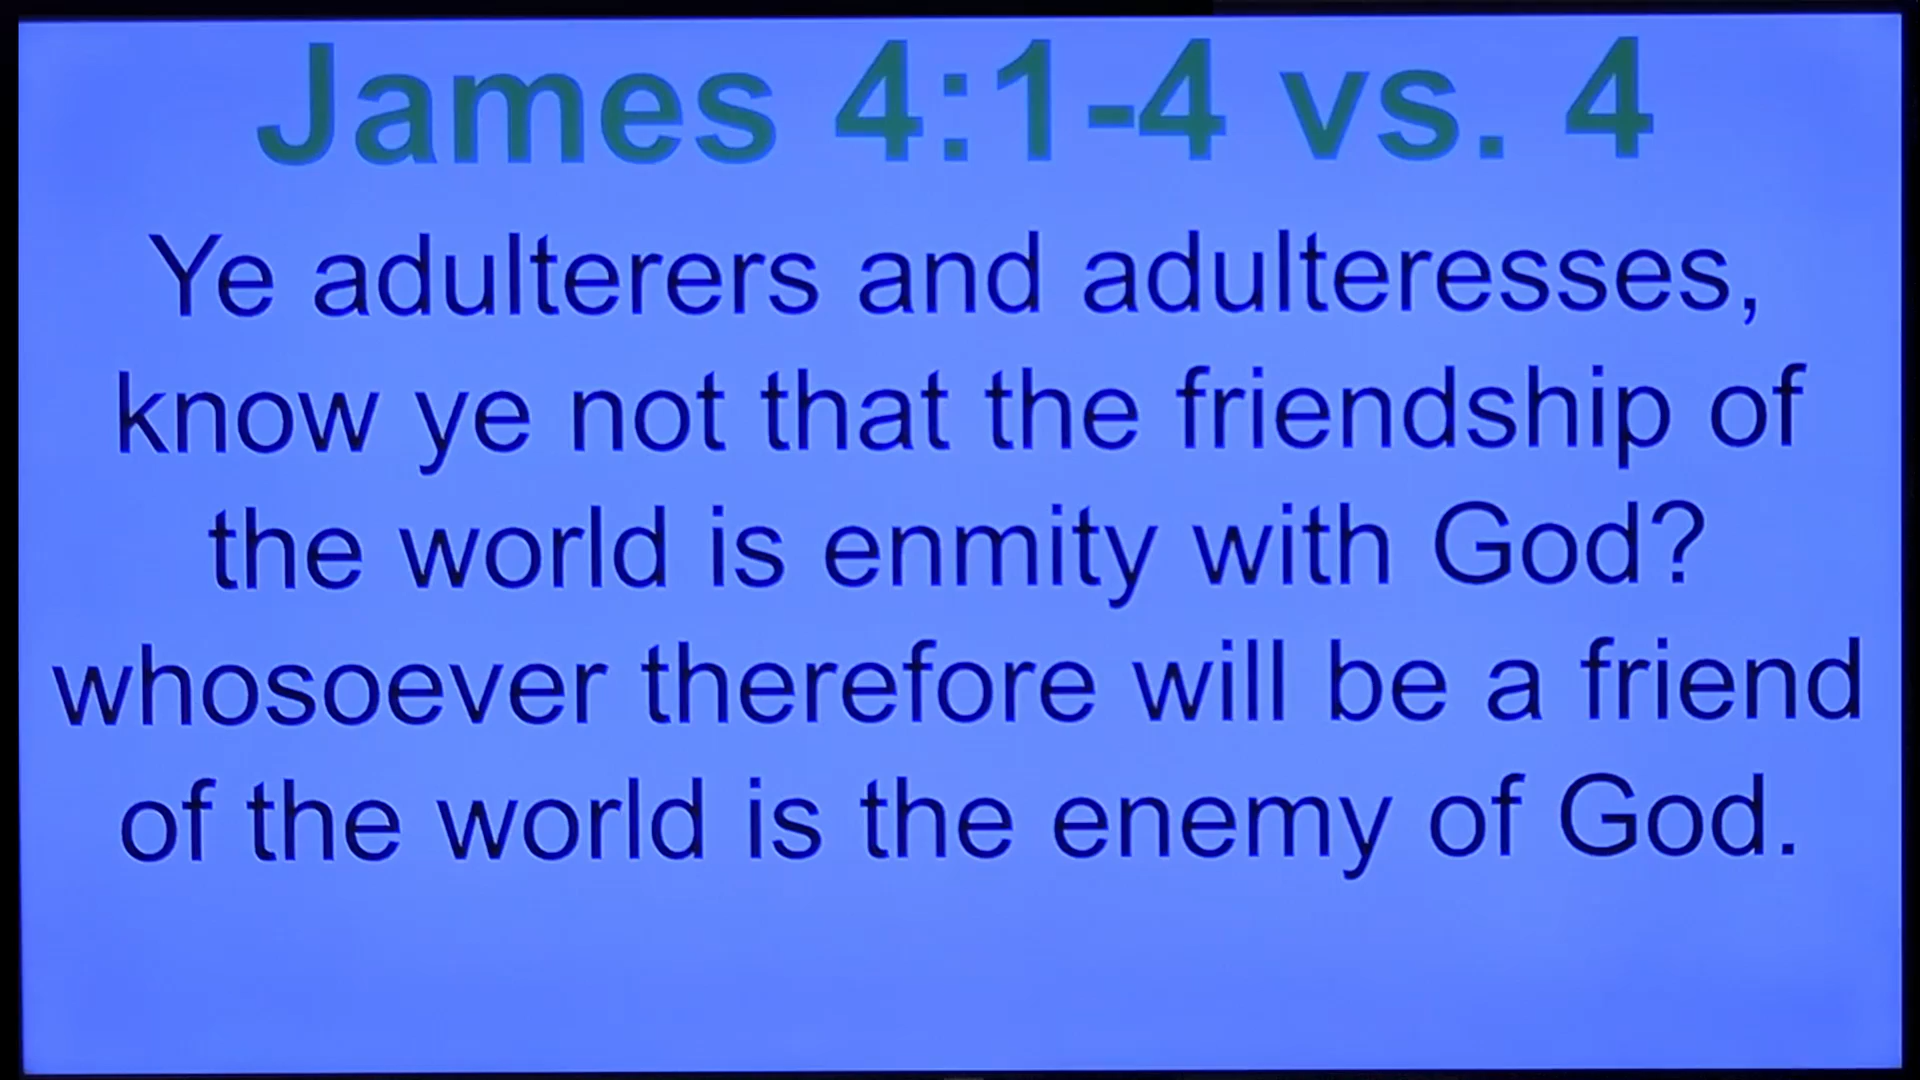 James 4:1-4 vs. 4
Ye adulterers and adulteresses,
know ye not that the friendship of
the world is enmity with God?
whosoever therefore will be a friend
of the world is the enemy of God.